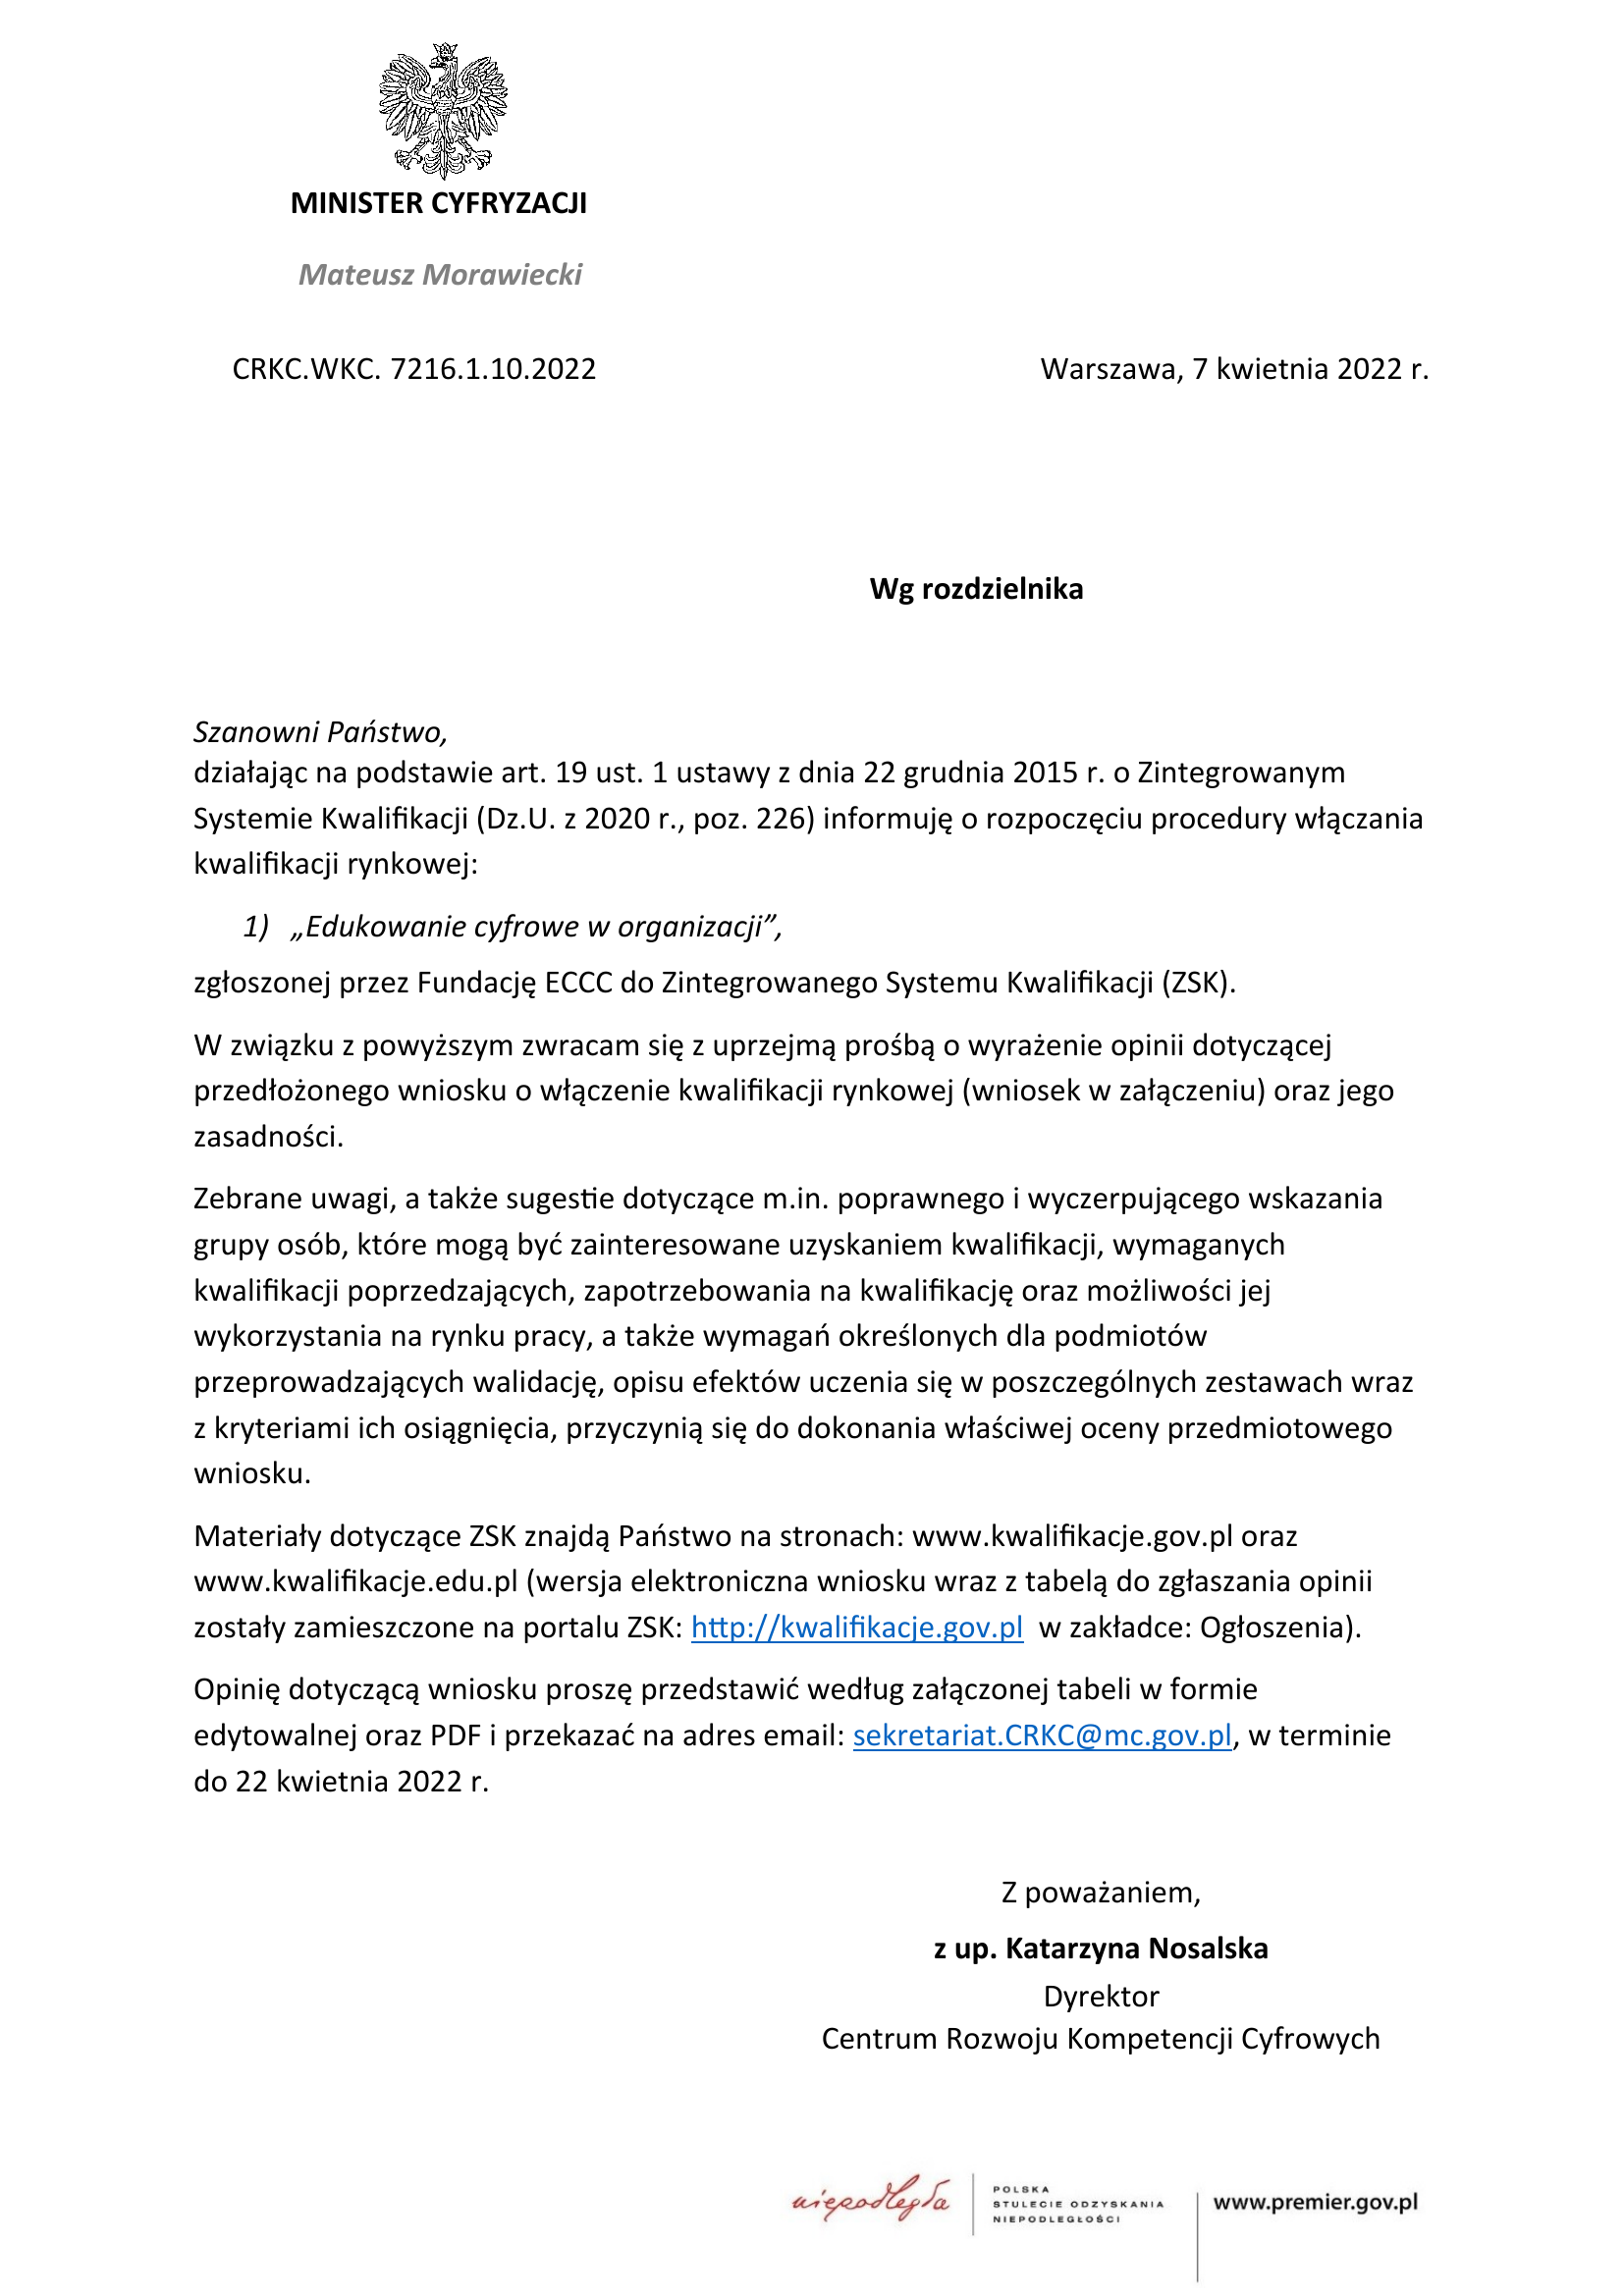 MINISTER CYFRYZACJI
Mateusz Morawiecki
CRKC.WKC. 7216.1.10.2022 Warszawa, 7 kwietnia 2022 r.
Wg rozdzielnika
Szanowni Państwo,
działając na podstawie art. 19 ust. 1 ustawy z dnia 22 grudnia 2015 r. o Zintegrowanym
Systemie Kwalifikacji (Dz.U. z 2020 r., poz. 226) informuję o rozpoczęciu procedury włączania
kwalifikacji rynkowej:
1) „Edukowanie cyfrowe w organizacji”,
zgłoszonej przez Fundację ECCC do Zintegrowanego Systemu Kwalifikacji (ZSK).
W związku z powyższym zwracam się z uprzejmą prośbą o wyrażenie opinii dotyczącej
przedłożonego wniosku o włączenie kwalifikacji rynkowej (wniosek w załączeniu) oraz jego
zasadności.
Zebrane uwagi, a także sugestie dotyczące m.in. poprawnego i wyczerpującego wskazania
grupy osób, które mogą być zainteresowane uzyskaniem kwalifikacji, wymaganych
kwalifikacji poprzedzających, zapotrzebowania na kwalifikację oraz możliwości jej
wykorzystania na rynku pracy, a także wymagań określonych dla podmiotów
przeprowadzających walidację, opisu efektów uczenia się w poszczególnych zestawach wraz
z kryteriami ich osiągnięcia, przyczynią się do dokonania właściwej oceny przedmiotowego
wniosku.
Materiały dotyczące ZSK znajdą Państwo na stronach: www.kwalifikacje.gov.pl oraz
www.kwalifikacje.edu.pl (wersja elektroniczna wniosku wraz z tabelą do zgłaszania opinii
zostały zamieszczone na portalu ZSK: http://kwalifikacje.gov.pl w zakładce: Ogłoszenia).
Opinię dotyczącą wniosku proszę przedstawić według załączonej tabeli w formie
edytowalnej oraz PDF i przekazać na adres email: sekretariat.CRKC@mc.gov.pl, w terminie
do 22 kwietnia 2022 r.
Z poważaniem,
z up. Katarzyna Nosalska
Dyrektor
Centrum Rozwoju Kompetencji Cyfrowych
niepodległa
POLSKA
STULECIE ODZYSKANIA
NIEPODLEGŁOŚCI
www.premier.gov.pl